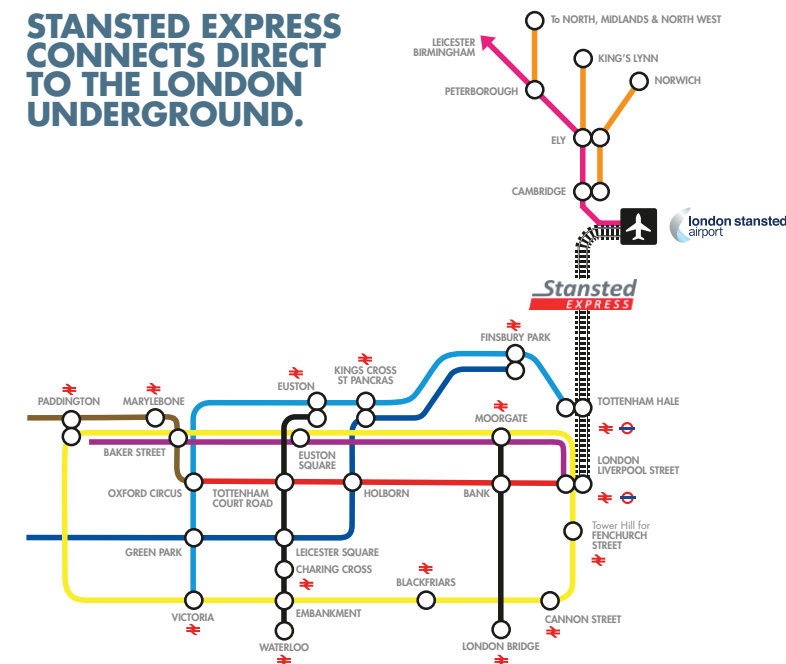 STANSTED EXPRESS
CONNECTS DIRECT
TO THE LONDON
UNDERGROUND.
To NORTH, MIDLANDS & NORTH WEST
LEICESTER
BIRMINGHAM
KING'S LYNN
NORWICH
PETERBOROUGH
ELY
CAMBRIDGE
london stansted
airport
Stansted
EXPRESS
FINSBURY PARK
KINGS CROSS
ST PANCRAS
EUSTON
PADDINGTON
MARYLEBONE
TOTTENHAM HALE
MOORGATE
BAKER STREET
EUSTON
SQUARE
LONDON
LIVERPOOL STREET
OXFORD CIRCUS
TOTTENHAM
COURT ROAD
HOLBORN
BANK
Tower Hill for
FENCHURCH
STREET
GREEN PARK
LEICESTER SQUARE
CHARING CROSS
BLACKFRIARS
VICTORIA
EMBANKMENT
CANNON STREET
WATERLOO
LONDON BRIDGE